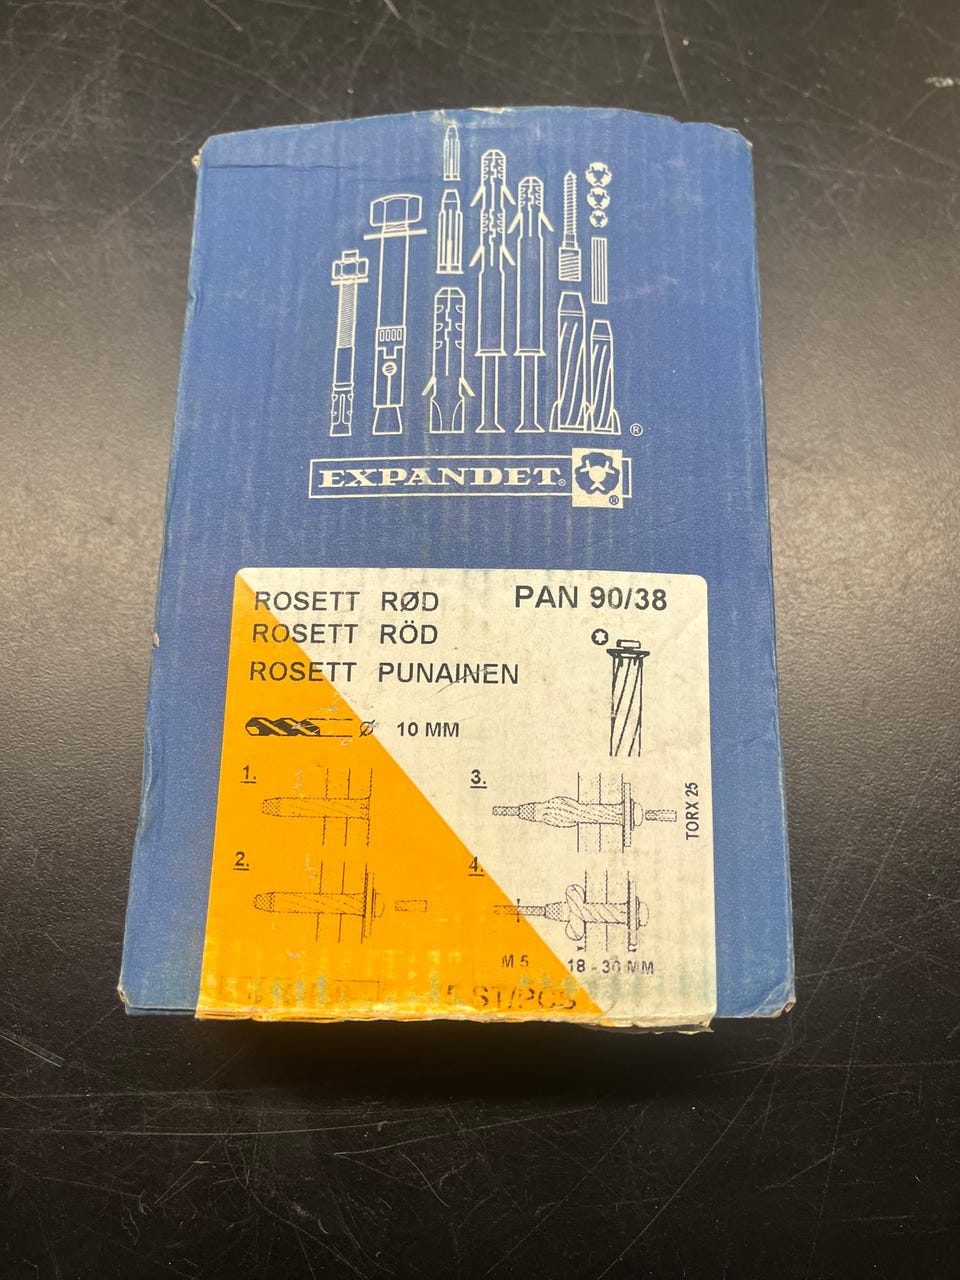 ®
EXPANDET®
®
ROSETT RØD
PAN 90/38
ROSETT RÖD
ROSETT PUNAINEN
Ø 10 MM
1.
3.
TORX 25
2.
4.
M 5
18 - MM
ST/PCS